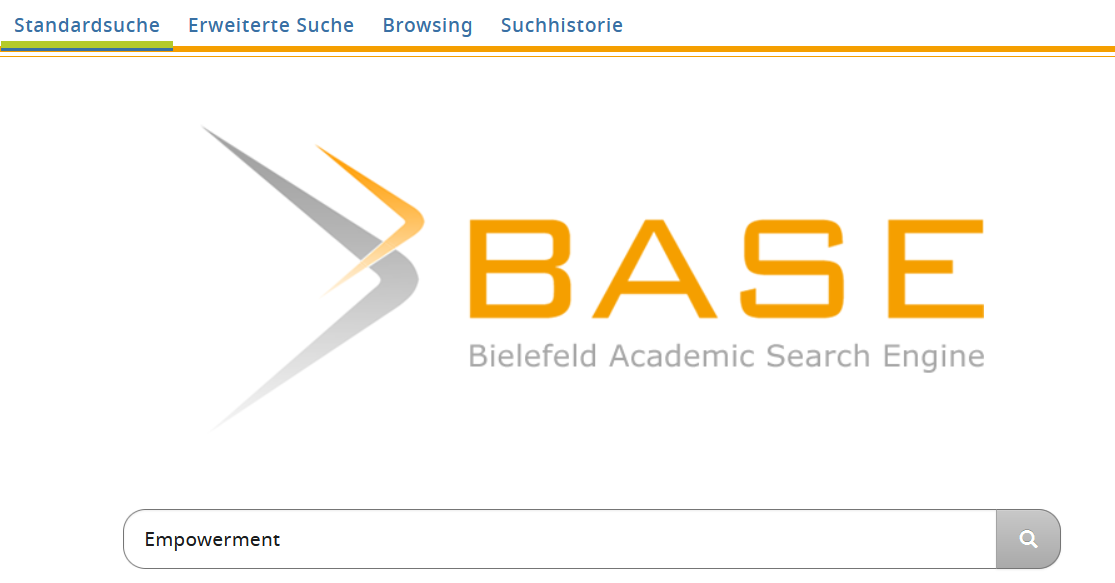 Standardsuche Erweiterte Suche Browsing Suchhistorie
BASE
Bielefeld Academic Search Engine
Empowerment